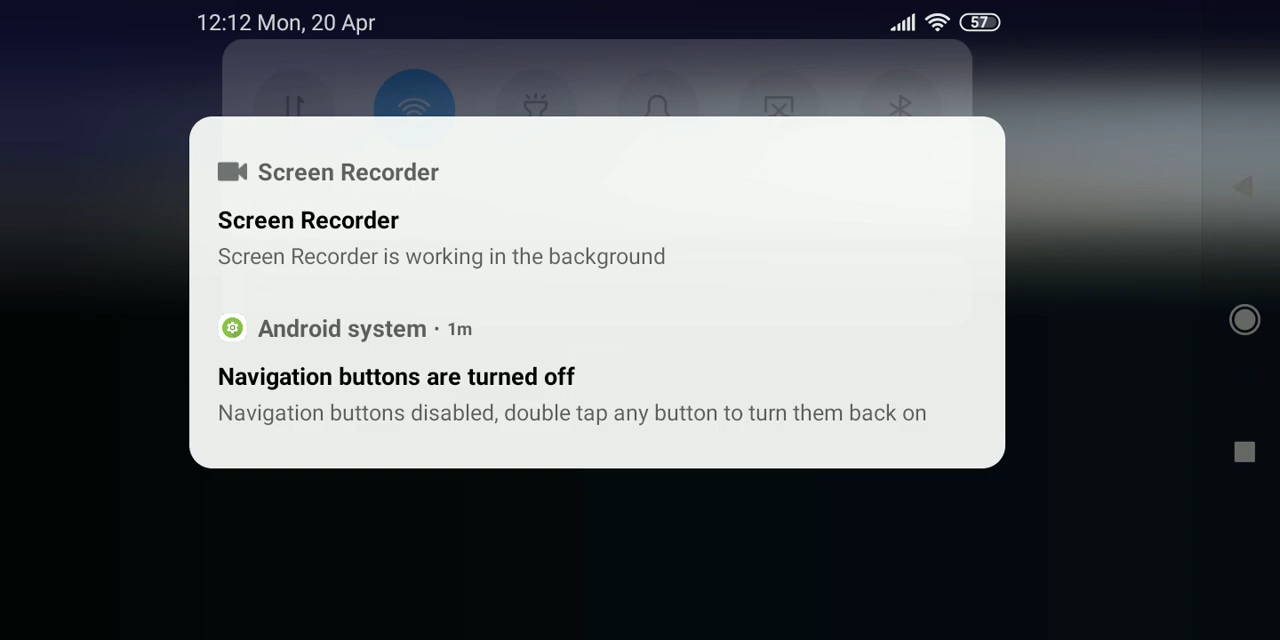 12:12 Mon, 20 Apr
57
Screen Recorder
Screen Recorder
Screen Recorder is working in the background
Android system · 1m
Navigation buttons are turned off
Navigation buttons disabled, double tap any button to turn them back on